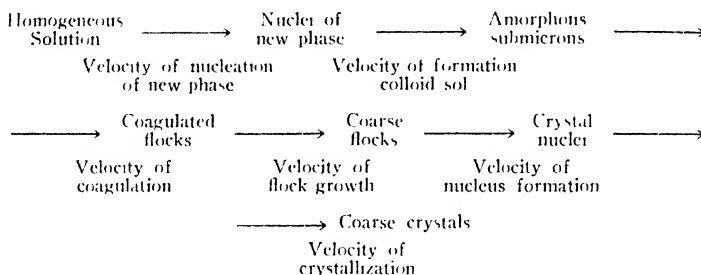 Homogeneous Nuclei of Amorphons
Solution new phase submicrons
Velocity of nucleation Velocity of formation
of new phase colloid sol
Coagulated Coarse Crystal
flocks flocks nuclei
Velocity of Velocity of Velocity of
coagulation flock growth nucleus formation
Coarse crystals
Velocity of
crystallization